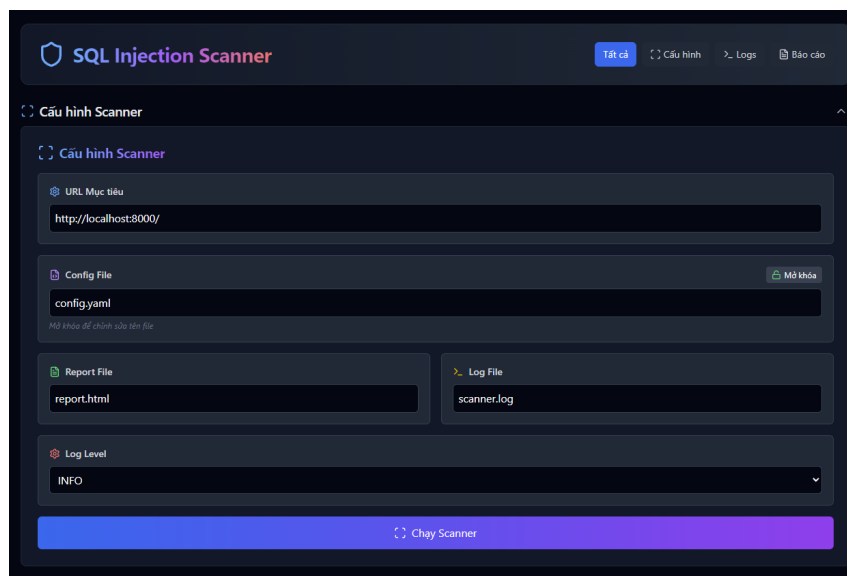 SQL Injection Scanner
Tất cả
Cấu hình
Logs
Báo cáo
Cấu hình Scanner
Cấu hình Scanner
URL Mục tiêu
http://localhost:8000/
Config File
Mở khóa
config.yaml
Mở khóa để chỉnh sửa tên file
Report File
report.html
Log File
scanner.log
Log Level
INFO
Chạy Scanner